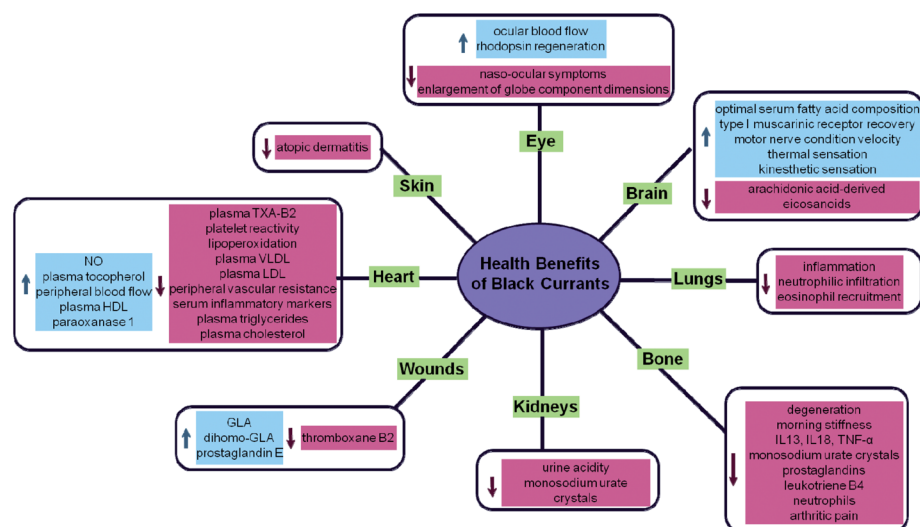 ocular blood flow
rhodopsin regeneration
naso-ocular symptoms
enlargement of globe component dimensions
Eye
optimal serum fatty acid composition
type I muscarinic receptor recovery
motor nerve condition velocity
thermal sensation
kinesthetic sensation
arachidonic acid-derived
eicosanoids
Brain
atopic dermatitis
Skin
NO
plasma tocopherol
peripheral blood flow
plasma HDL
paraoxanase 1
plasma TXA-B2
platelet reactivity
lipoperoxidation
plasma VLDL
plasma LDL
peripheral vascular resistance
serum inflammatory markers
plasma triglycerides
plasma cholesterol
Heart
Health Benefits
of Black Currants
Lungs
inflammation
neutrophilic infiltration
eosinophil recruitment
Wounds
GLA
dihomo-GLA
prostaglandin E
thromboxane B2
Kidneys
urine acidity
monosodium urate
crystals
Bone
degeneration
morning stiffness
IL13, IL18, TNF-α
monosodium urate crystals
prostaglandins
leukotriene B4
neutrophils
arthritic pain